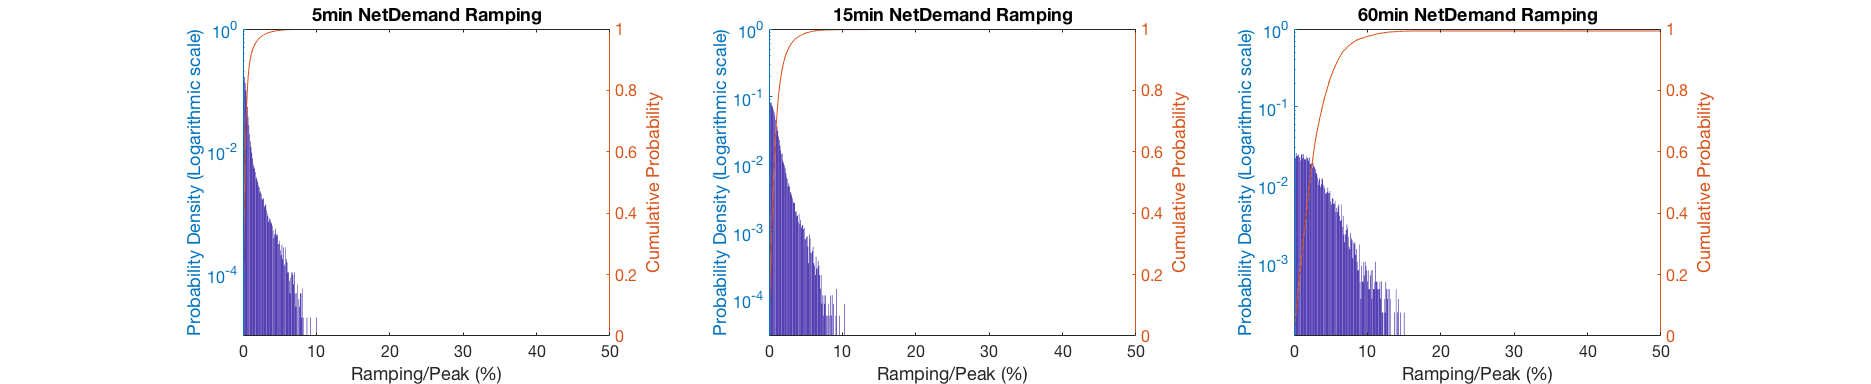 5min NetDemand Ramping
Probability Density (Logarithmic scale)
10^0
10^-2
10^-4
1
0.8
0.6
0.4
0.2
0
Cumulative Probability
0 10 20 30 40 50
Ramping/Peak (%)
15min NetDemand Ramping
Probability Density (Logarithmic scale)
10^0
10^-1
10^-2
10^-3
10^-4
1
0.8
0.6
0.4
0.2
0
Cumulative Probability
0 10 20 30 40 50
Ramping/Peak (%)
60min NetDemand Ramping
Probability Density (Logarithmic scale)
10^0
10^-1
10^-2
10^-3
1
0.8
0.6
0.4
0.2
0
Cumulative Probability
0 10 20 30 40 50
Ramping/Peak (%)